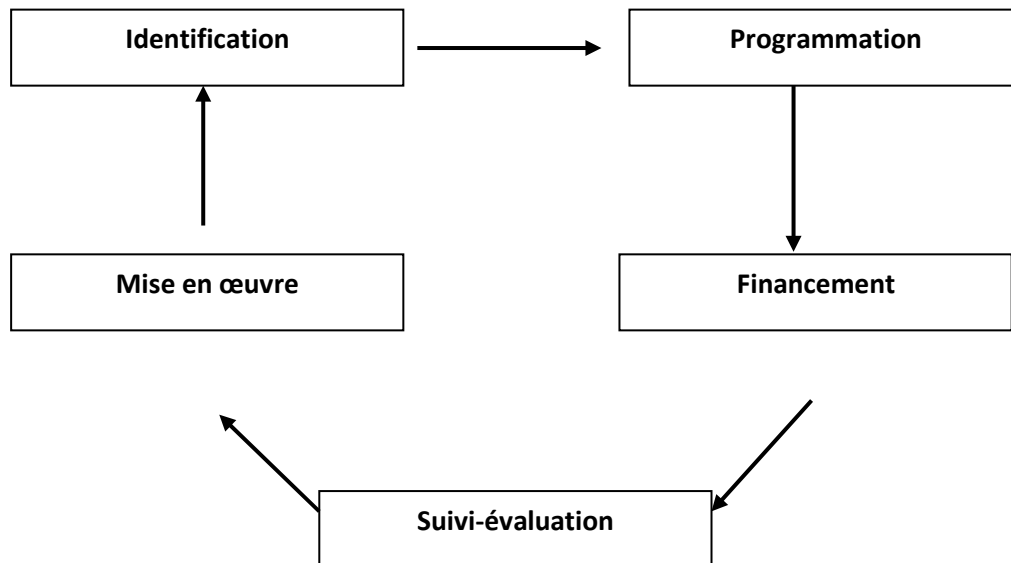 Identification
Programmation
Mise en œuvre
Financement
Suivi-évaluation